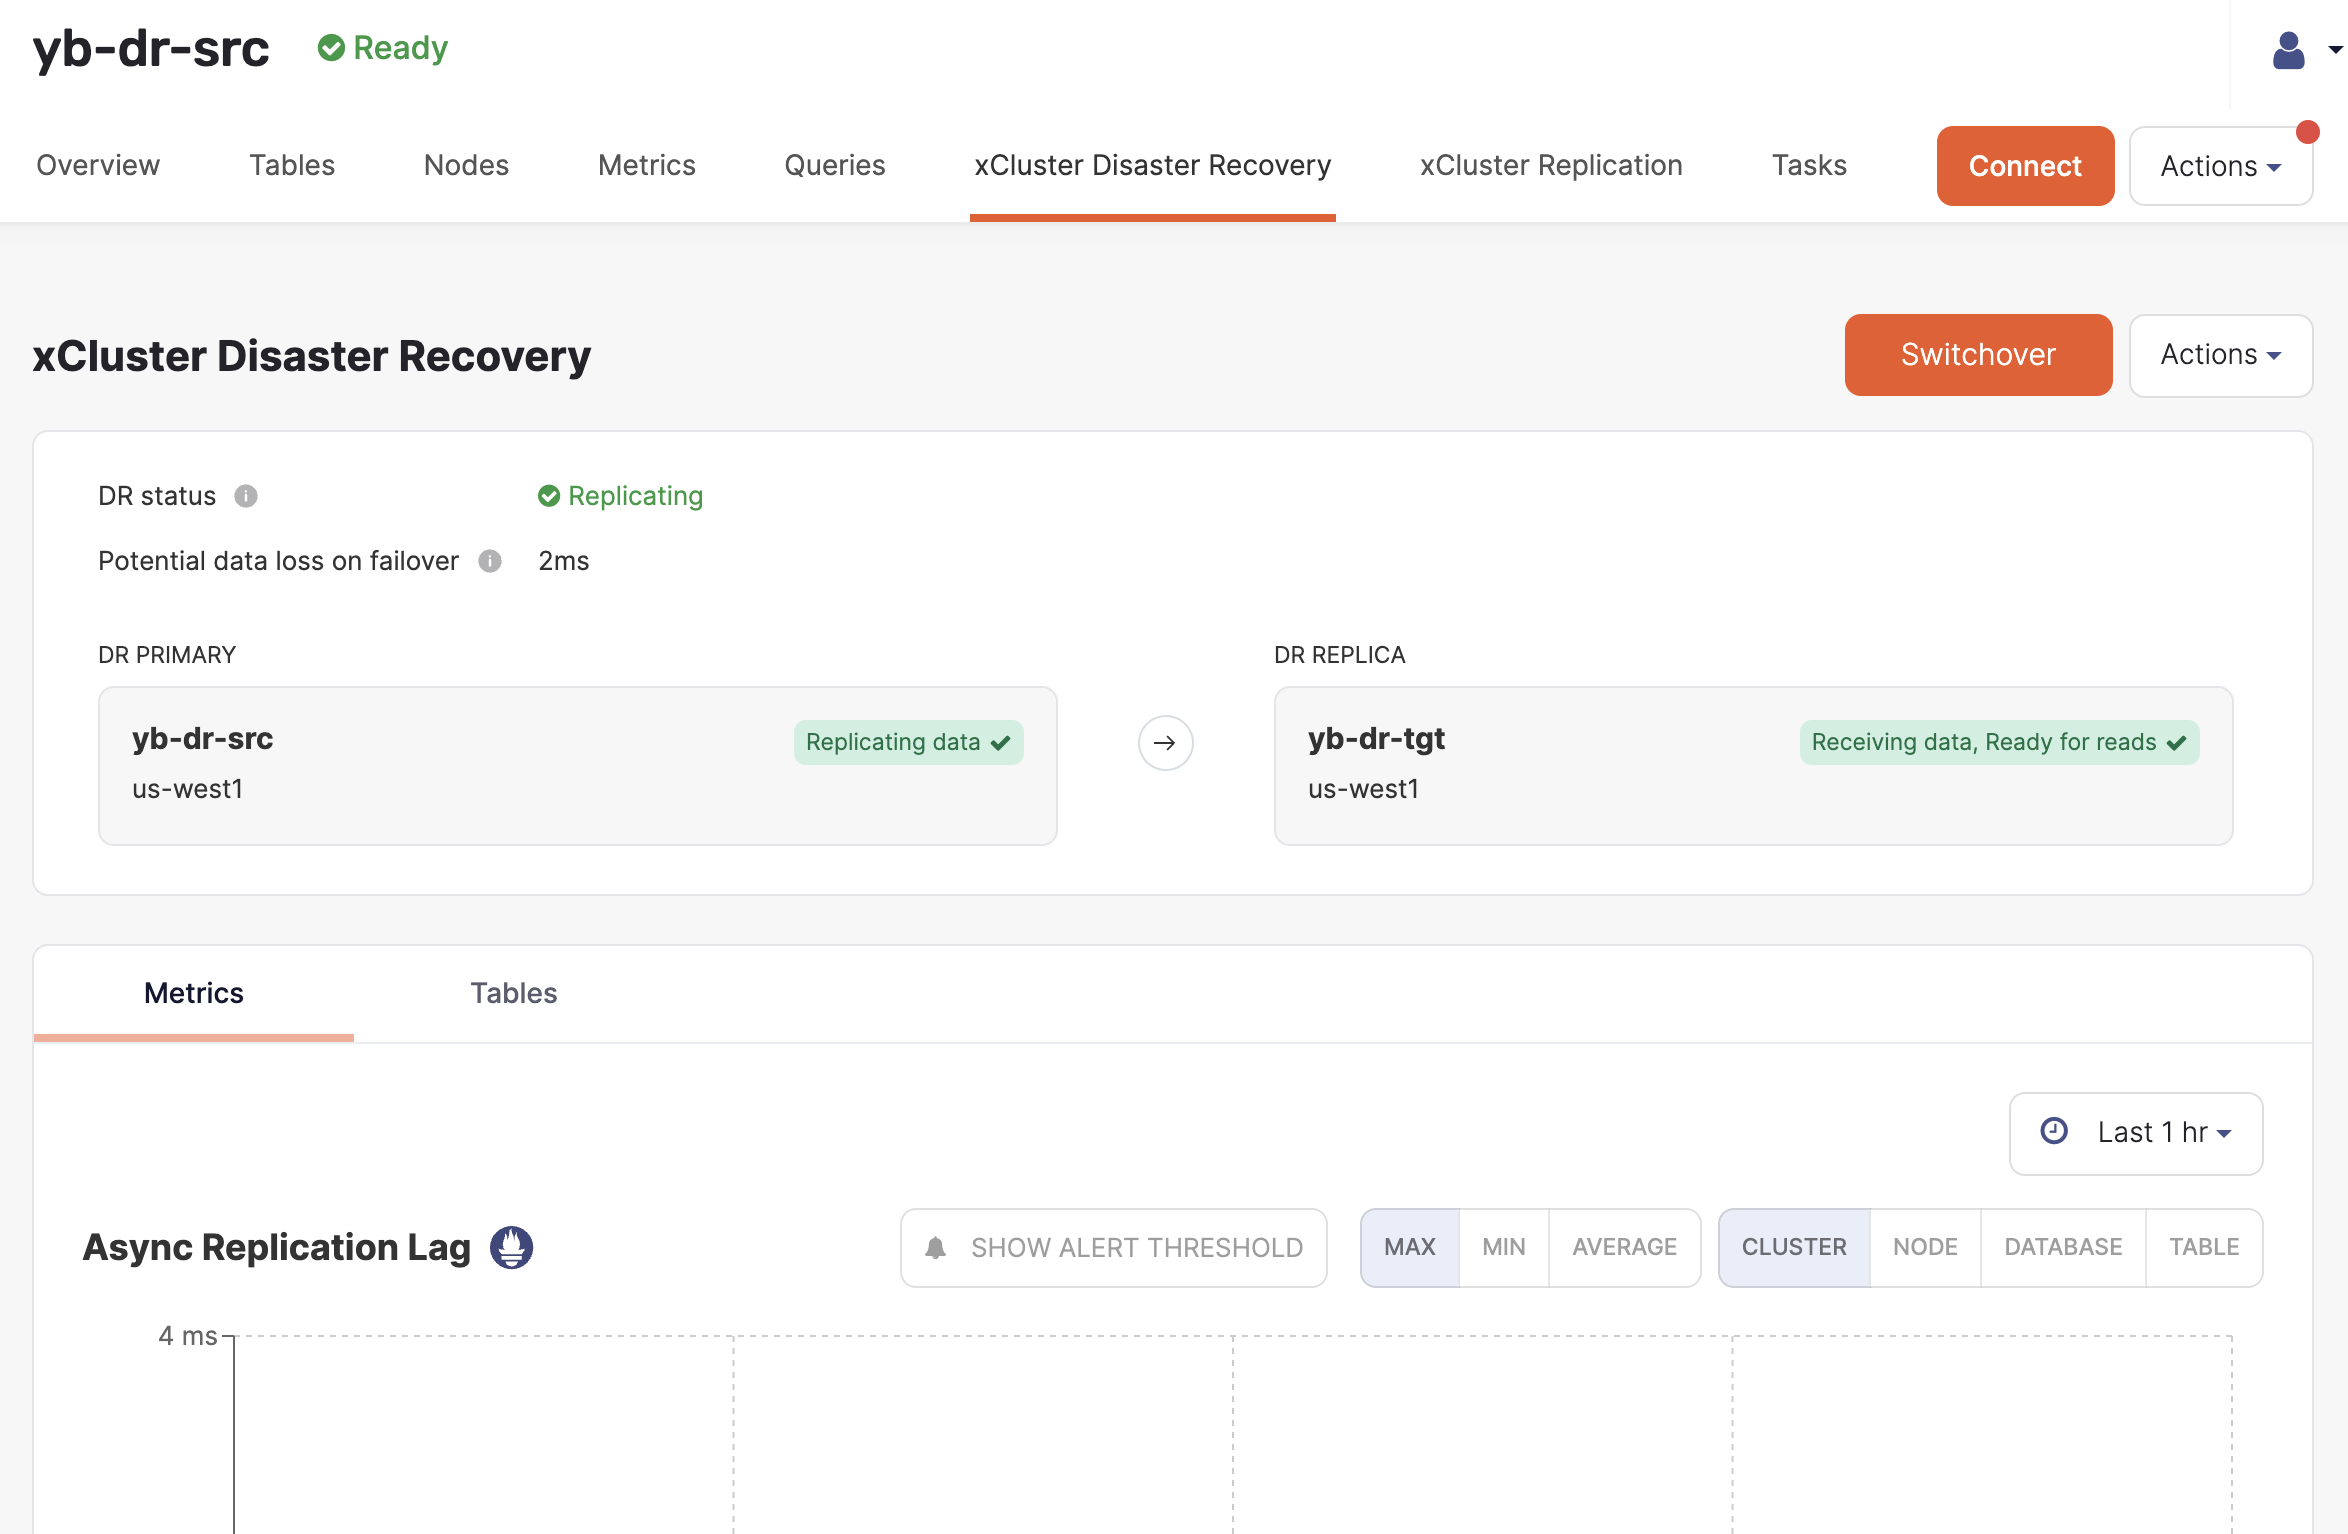 yb-dr-src
Ready
Overview
Tables
Nodes
Metrics
Queries
xCluster Disaster Recovery
xCluster Replication
Tasks
Connect
Actions
xCluster Disaster Recovery
Switchover
Actions
DR status
Replicating
Potential data loss on failover
2ms
DR PRIMARY
DR REPLICA
yb-dr-src
Replicating data
us-west1
yb-dr-tgt
Receiving data, Ready for reads
us-west1
Metrics
Tables
Last 1 hr
Async Replication Lag
SHOW ALERT THRESHOLD
MAX
MIN
AVERAGE
CLUSTER
NODE
DATABASE
TABLE
4 ms